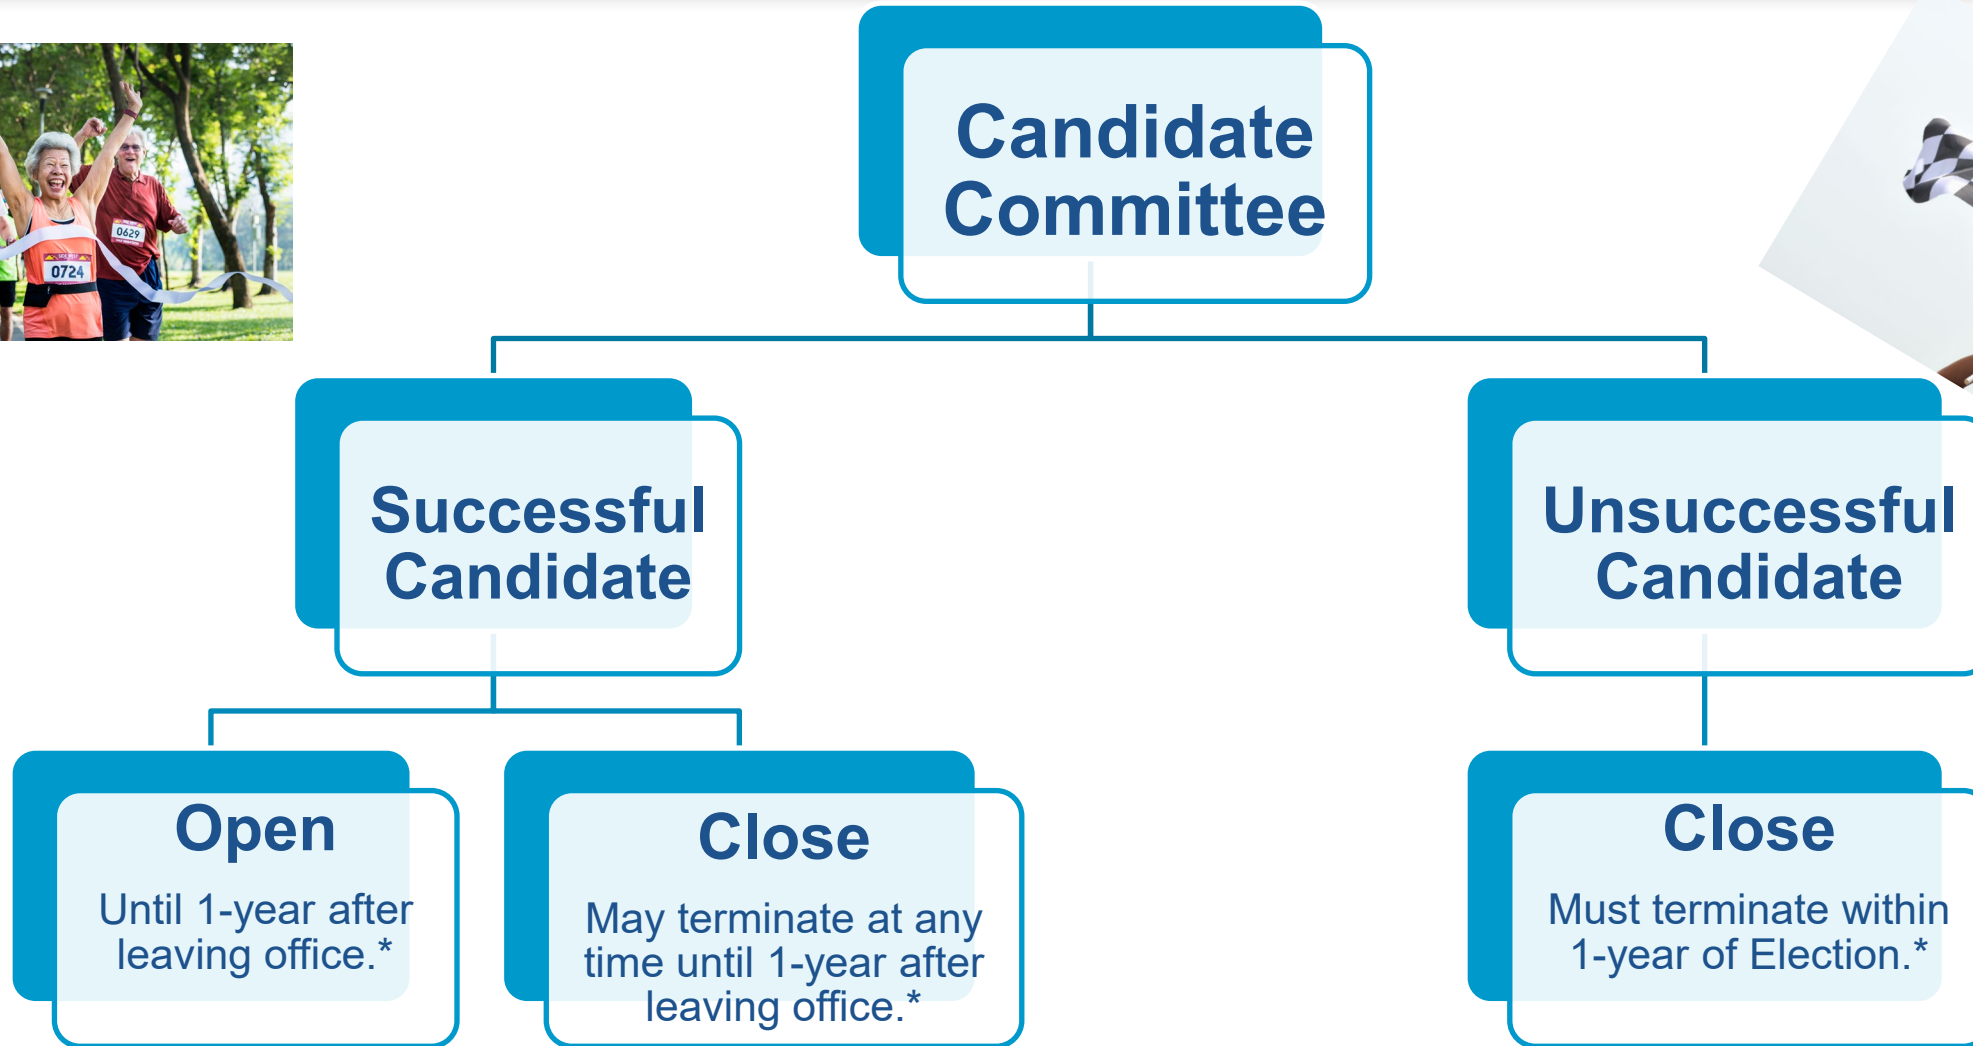 Candidate
Committee
0629
0724
Successful
Candidate
Unsuccessful
Candidate
Open
Until 1-year after
leaving office.*
Close
May terminate at any
time until 1-year after
leaving office.*
Close
Must terminate within
1-year of Election.*